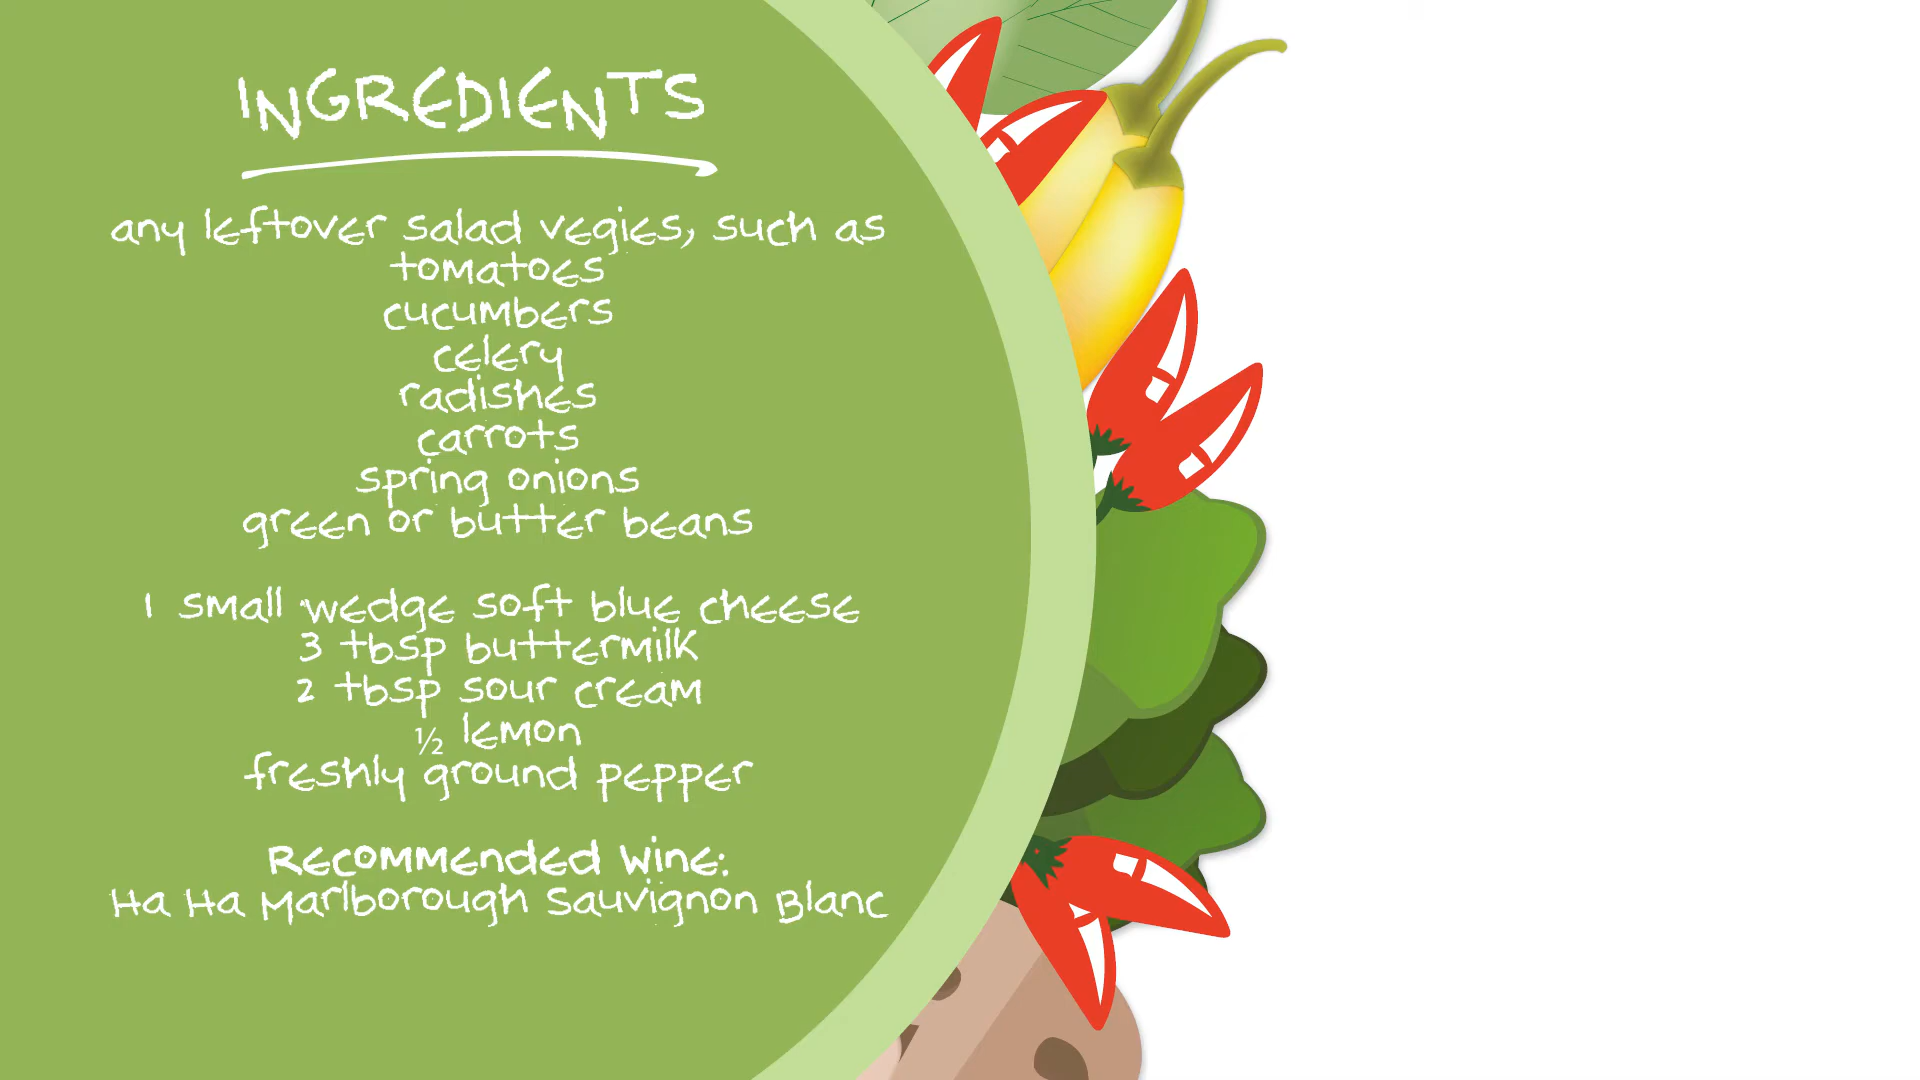 INGREDIENTS
any leftover salad vegies, such as
tomatoes
cucumbers
celery
radishes
carrots
spring onions
green or butter beans
1 small wedge soft blue cheese
3 tbsp buttermilk
2 tbsp sour cream
½ lemon
freshly ground pepper
Recommended Wine:
Ha Ha Marlborough Sauvignon Blanc